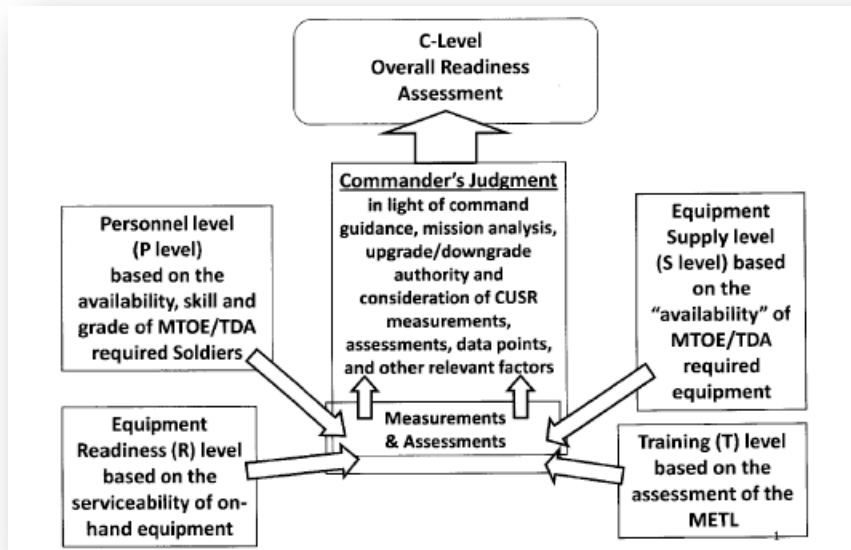 C-Level
Overall Readiness
Assessment
Commander's Judgment
in light of command
guidance, mission analysis,
upgrade/downgrade
authority and
consideration of CUSR
measurements,
assessments, data points,
and other relevant factors
Personnel level
(P level)
based on the
availability, skill and
grade of MTOE/TDA
required Soldiers
Equipment
Supply level
(S level) based
on the
“availability” of
MTOE/TDA
required
equipment
Measurements
& Assessments
Equipment
Readiness (R) level
based on the
serviceability of on-
hand equipment
Training (T) level
based on the
assessment of the
METL
1